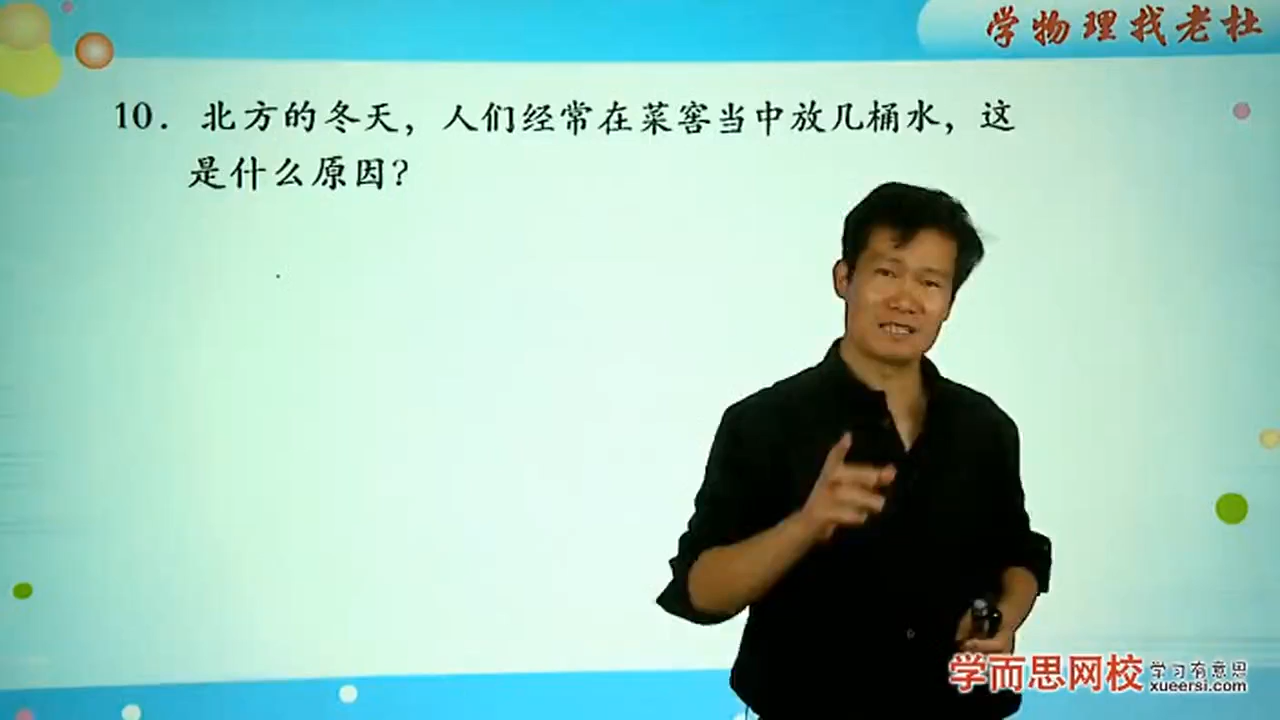 学物理找老杜
10. 北方的冬天，人们经常在菜窖当中放几桶水，这
是什么原因？
学而思网校 学习有意思
xueersi.com